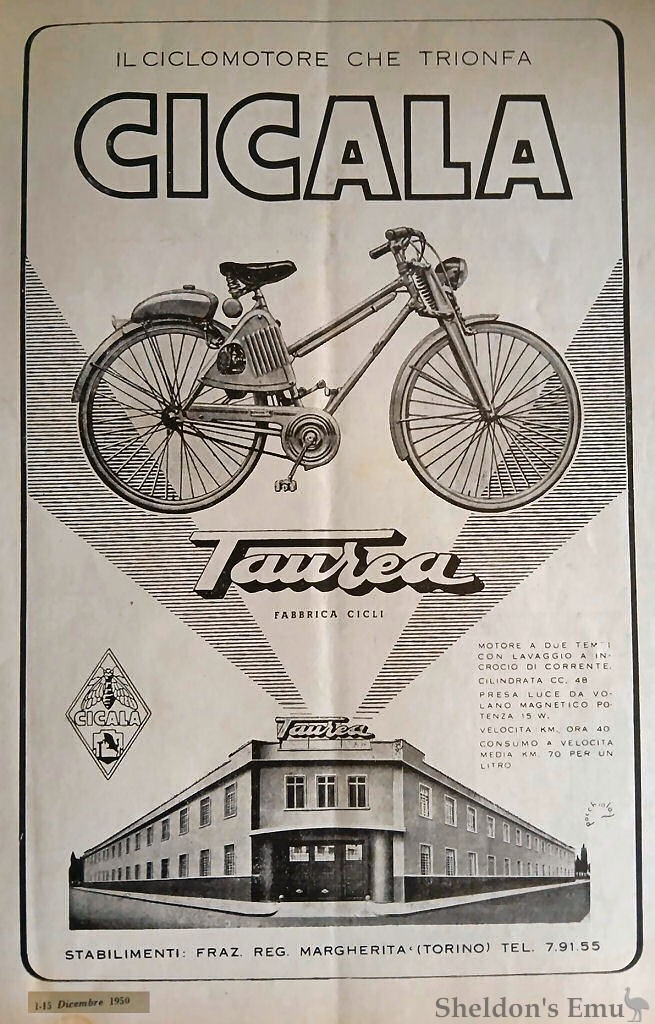 IL CICLOMOTORE CHE TRIONFA
CICALA
Taurea
FABBRICA CICLI
MOTORE A DUE TEMPI
CON LAVAGGIO A IN-
CROCIO DI CORRENTE.
CILINDRATA CC. 48
PRESA LUCE DA VO-
LANO MAGNETICO PO-
TENZA 15 W.
VELOCITA KM. ORA 40
CONSUMO A VELOCITA
MEDIA KM. 70 PER UN
LITRO
CICALA
Taurea
STABILIMENTI: FRAZ. REG. MARGHERITA (TORINO) TEL. 7.91.55
1-15 Dicembre 1950
Sheldon's Emu